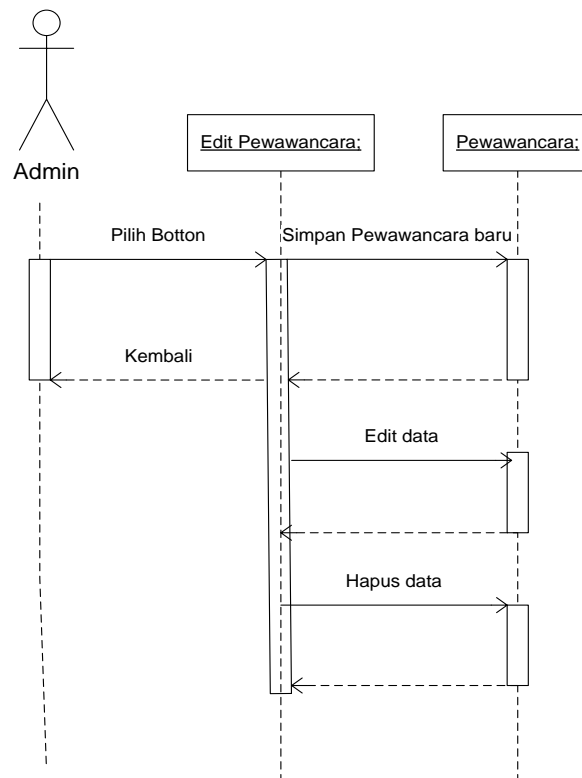 Admin
Edit Pewawancara;
Pewawancara;
Pilih Botton
Simpan Pewawancara baru
Kembali
Edit data
Hapus data